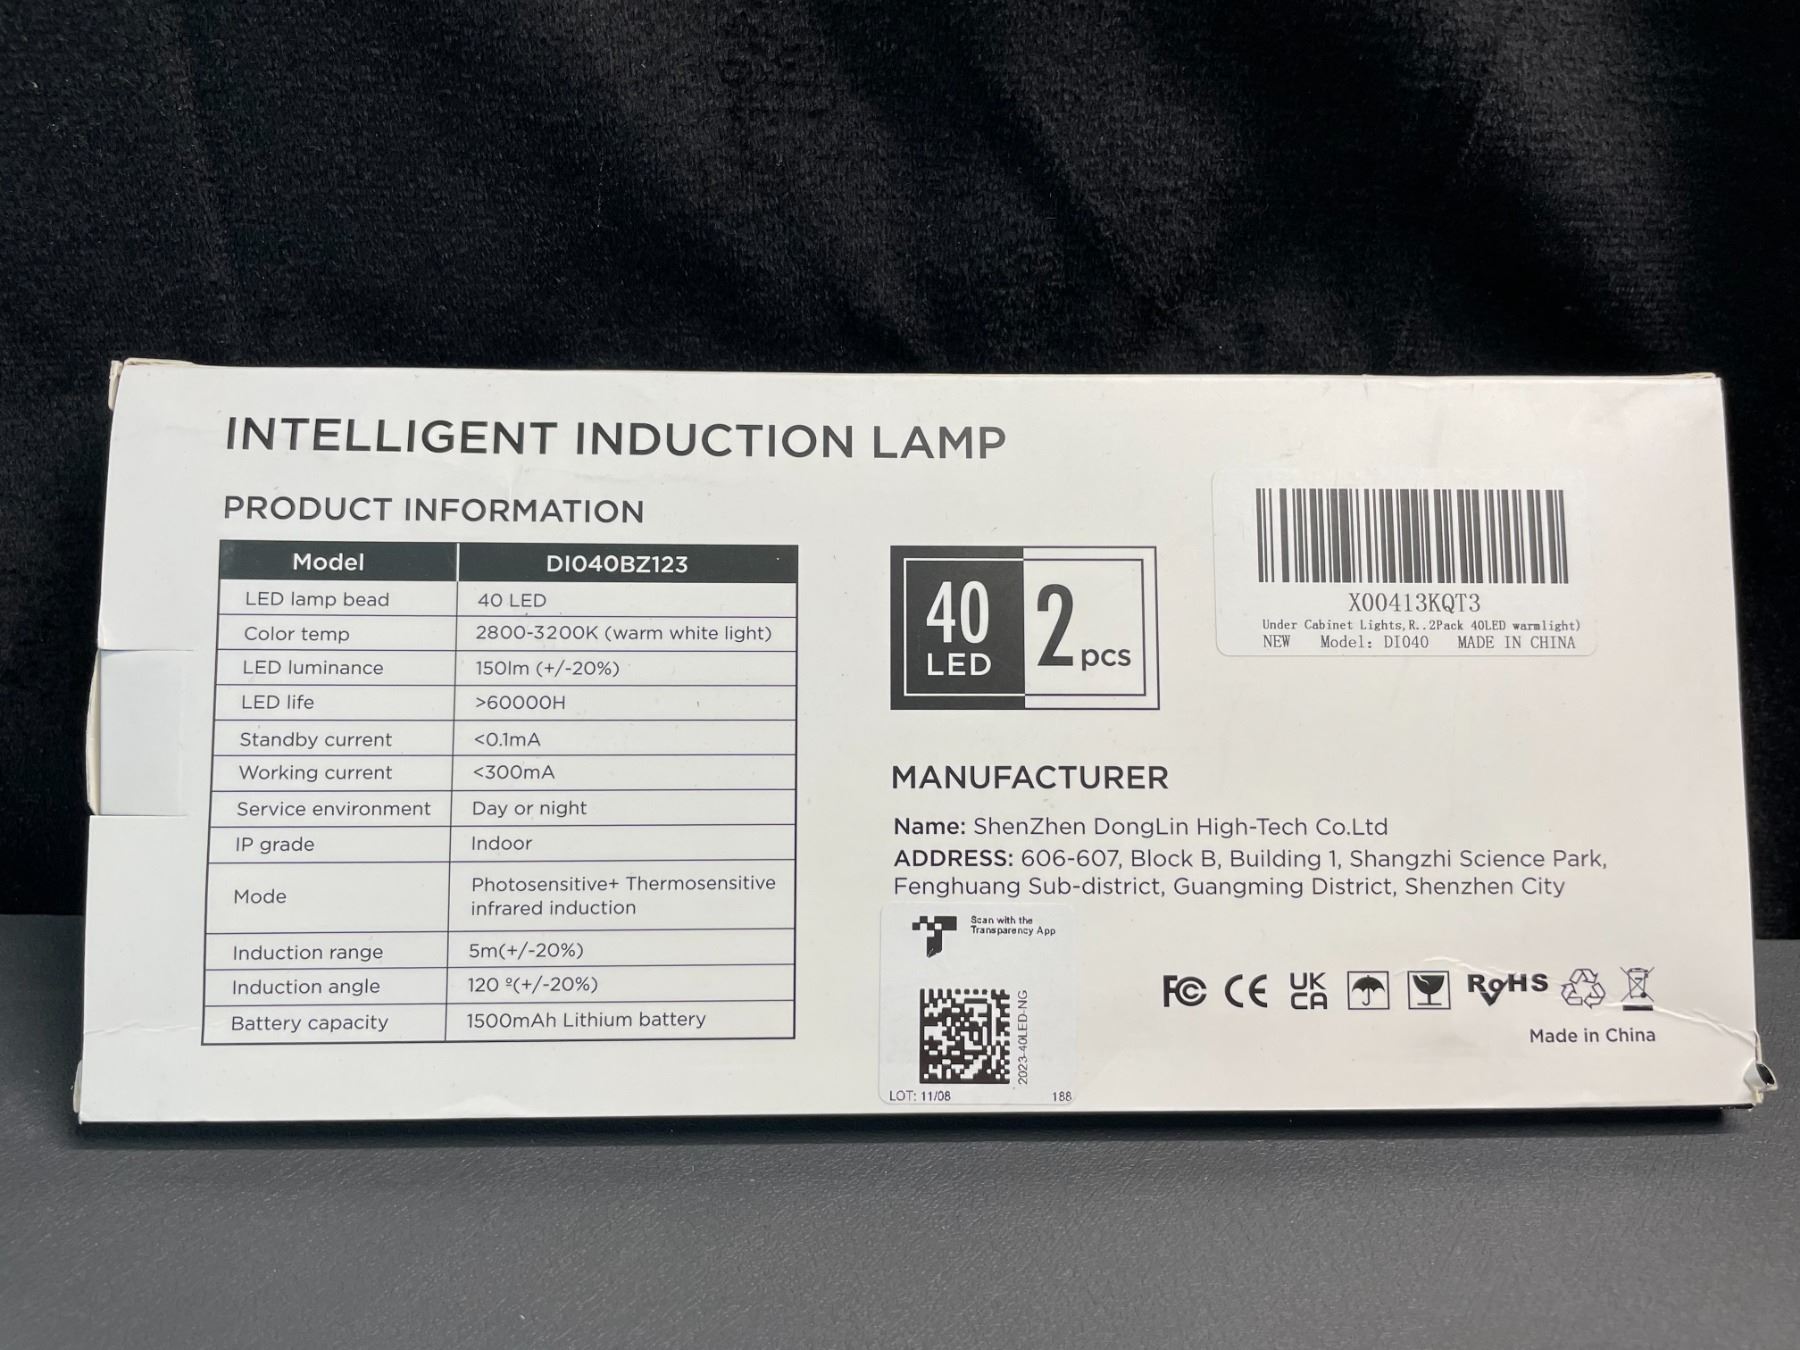 INTELLIGENT INDUCTION LAMP
PRODUCT INFORMATION
Model DI040BZ123
LED lamp bead 40 LED
Color temp 2800-3200K (warm white light)
LED luminance 150lm (+/-20%)
LED life >60000H
Standby current <0.1mA
Working current <300mA
Service environment Day or night
IP grade Indoor
Mode Photosensitive+ Thermosensitive
infrared induction
Induction range 5m(+/-20%)
Induction angle 120 º(+/-20%)
Battery capacity 1500mAh Lithium battery
40
LED
2 pcs
X00413KQT3
Under Cabinet Lights,R..2Pack 40LED warmlight)
NEW Model: DI040 MADE IN CHINA
MANUFACTURER
Name: ShenZhen DongLin High-Tech Co.Ltd
ADDRESS: 606-607, Block B, Building 1, Shangzhi Science Park,
Fenghuang Sub-district, Guangming District, Shenzhen City
Scan with the
Transparency App
2023-40LED-NG
LOT: 11/08 188
FC CE UK
CA
RoHS
Made in China